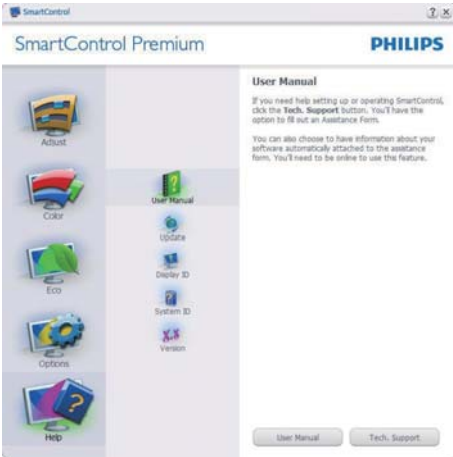 SmartControl
SmartControl Premium
PHILIPS
Adjust
Color
Eco
Options
Help
User Manual
Update
Display ID
System ID
Version
User Manual
If you need help setting up or operating SmartControl,
click the Tech. Support button. You'll have the
option to fill out an Assistance Form.
You can also choose to have information about your
software automatically attached to the assistance
form. You'll need to be online to use this feature.
User Manual
Tech. Support